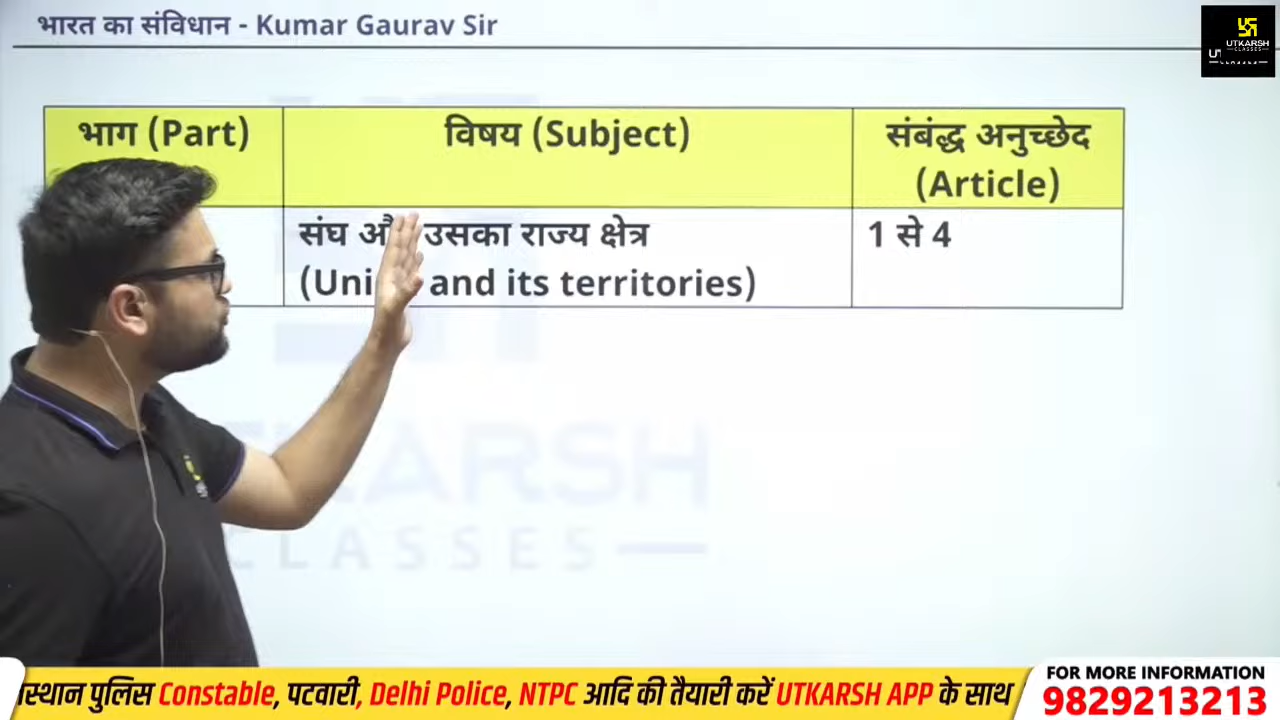 भारत का संविधान - Kumar Gaurav Sir
UTKARSH
CLASSES
भाग (Part)
विषय (Subject)
संबंद्ध अनुच्छेद
(Article)
संघ उसका राज्य क्षेत्र
1 से 4
and its territories)
CLASSES
पुलिस Constable, पटवारी, Delhi Police, NTPC आदि की तैयारी करें UTKARSH APP के साथ
FOR MORE INFORMATION
9829213213